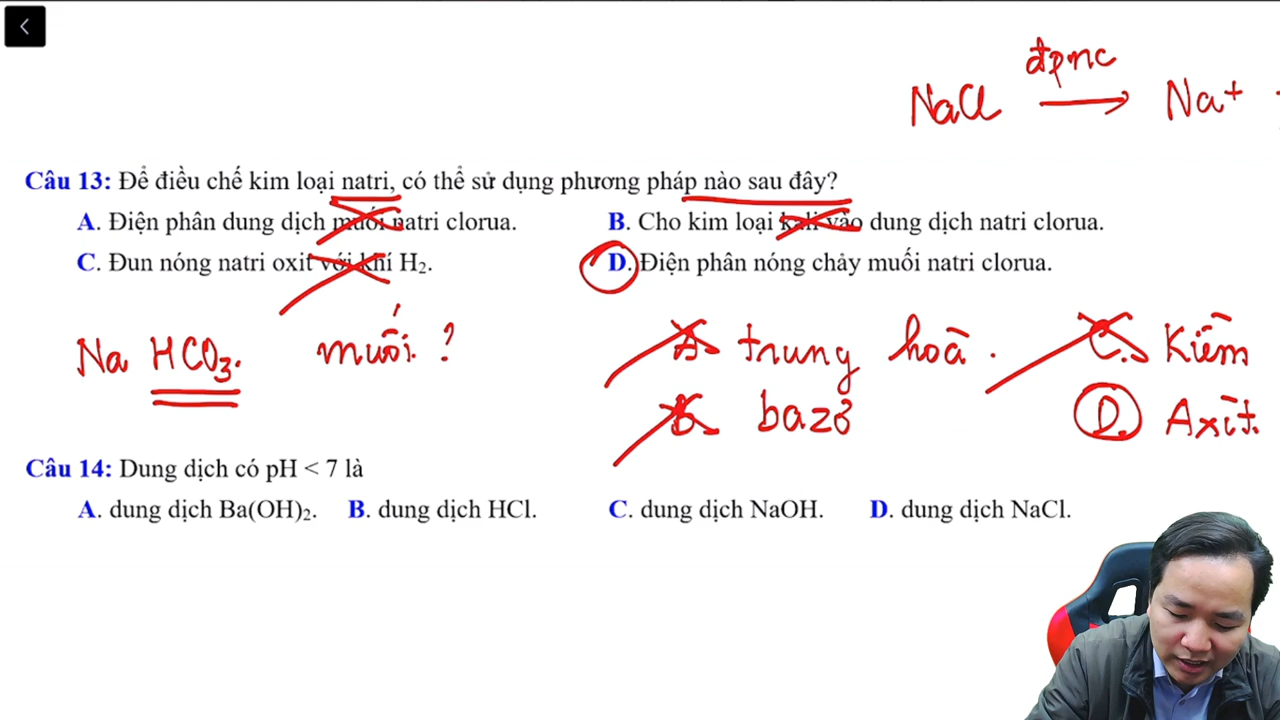 NaCl đpnc → Na +
Câu 13: Để điều chế kim loại natri, có thể sử dụng phương pháp nào sau đây?
A. Điện phân dung dịch muối natri clorua. B. Cho kim loại kali vào dung dịch natri clorua.
C. Đun nóng natri oxit với khí H₂. D. Điện phân nóng chảy muối natri clorua.
NaHCO₃. muối ? A. trung hoà. C. Kiềm
B. bazơ D. Axit.
Câu 14: Dung dịch có pH < 7 là
A. dung dịch Ba(OH)₂. B. dung dịch HCl. C. dung dịch NaOH. D. dung dịch NaCl.